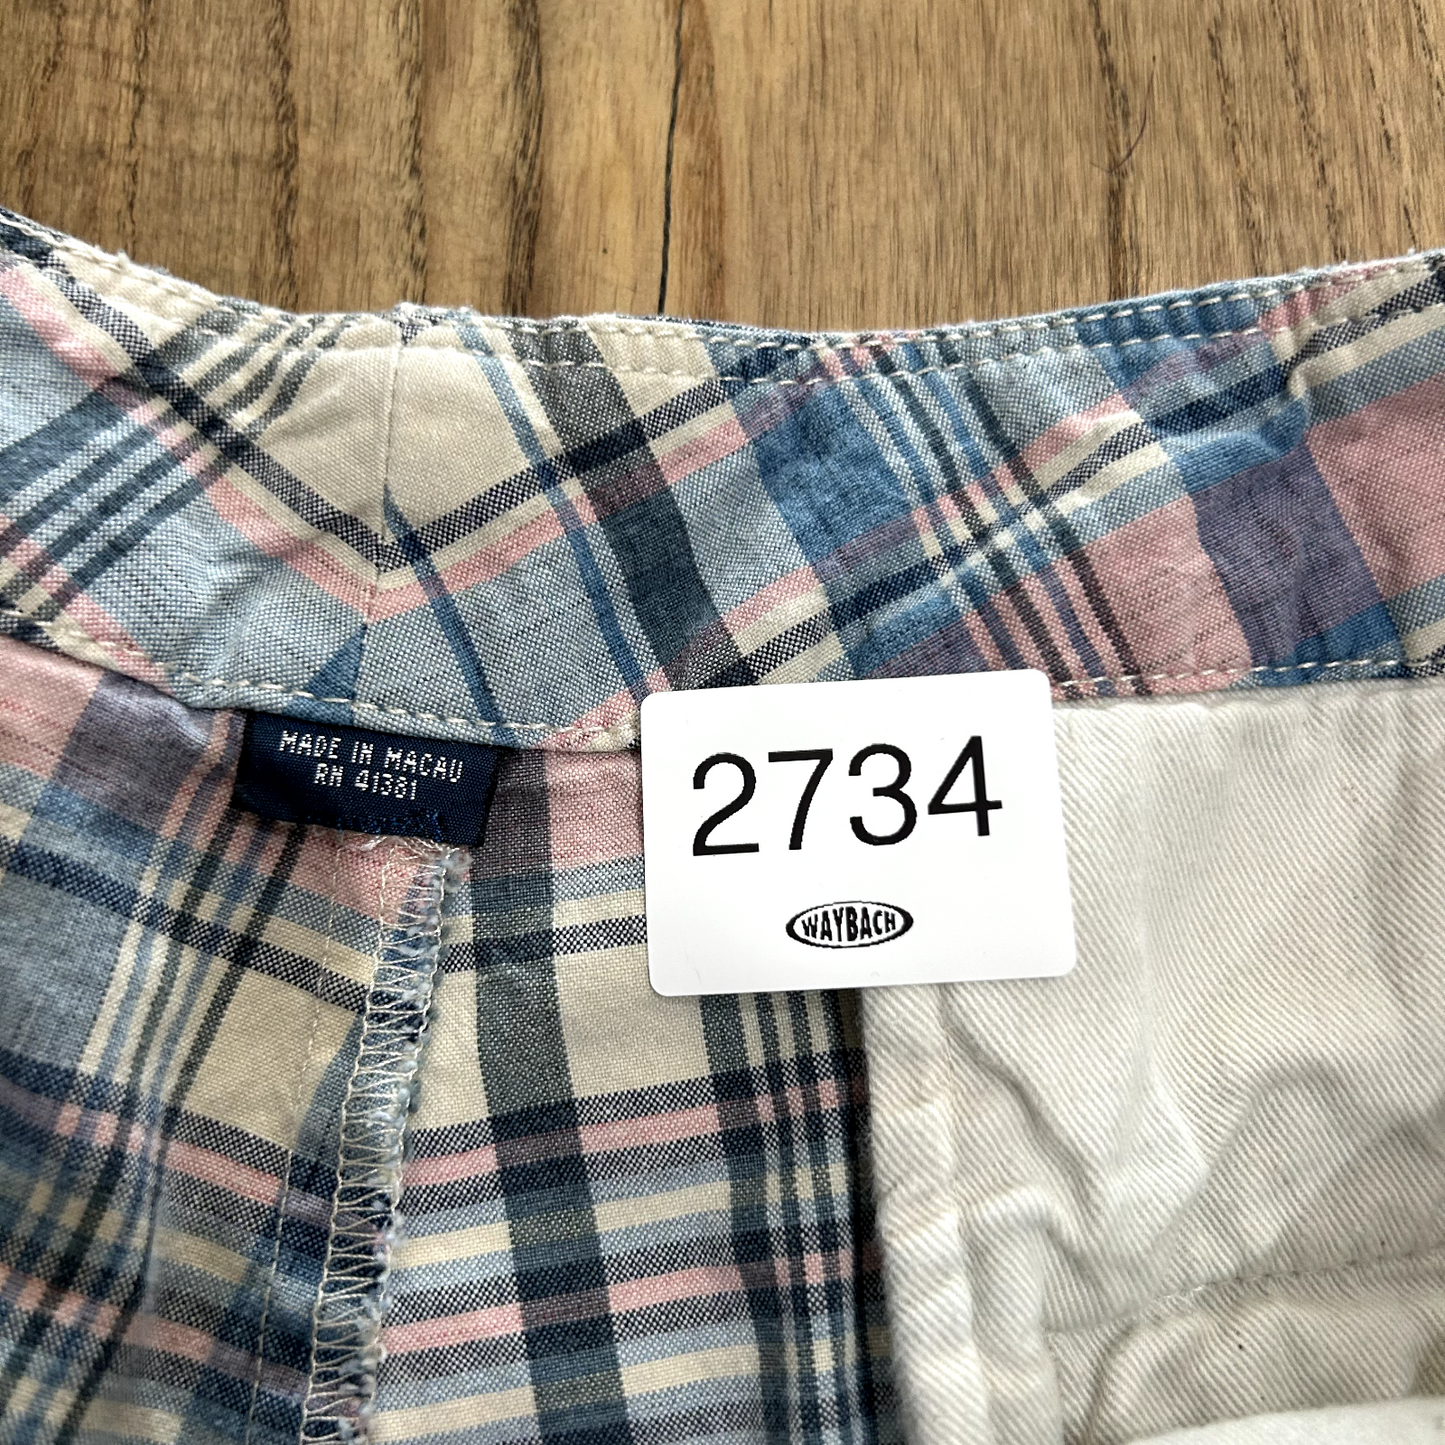 MADE IN MACAU
RN 41381
2734
WAYBACH